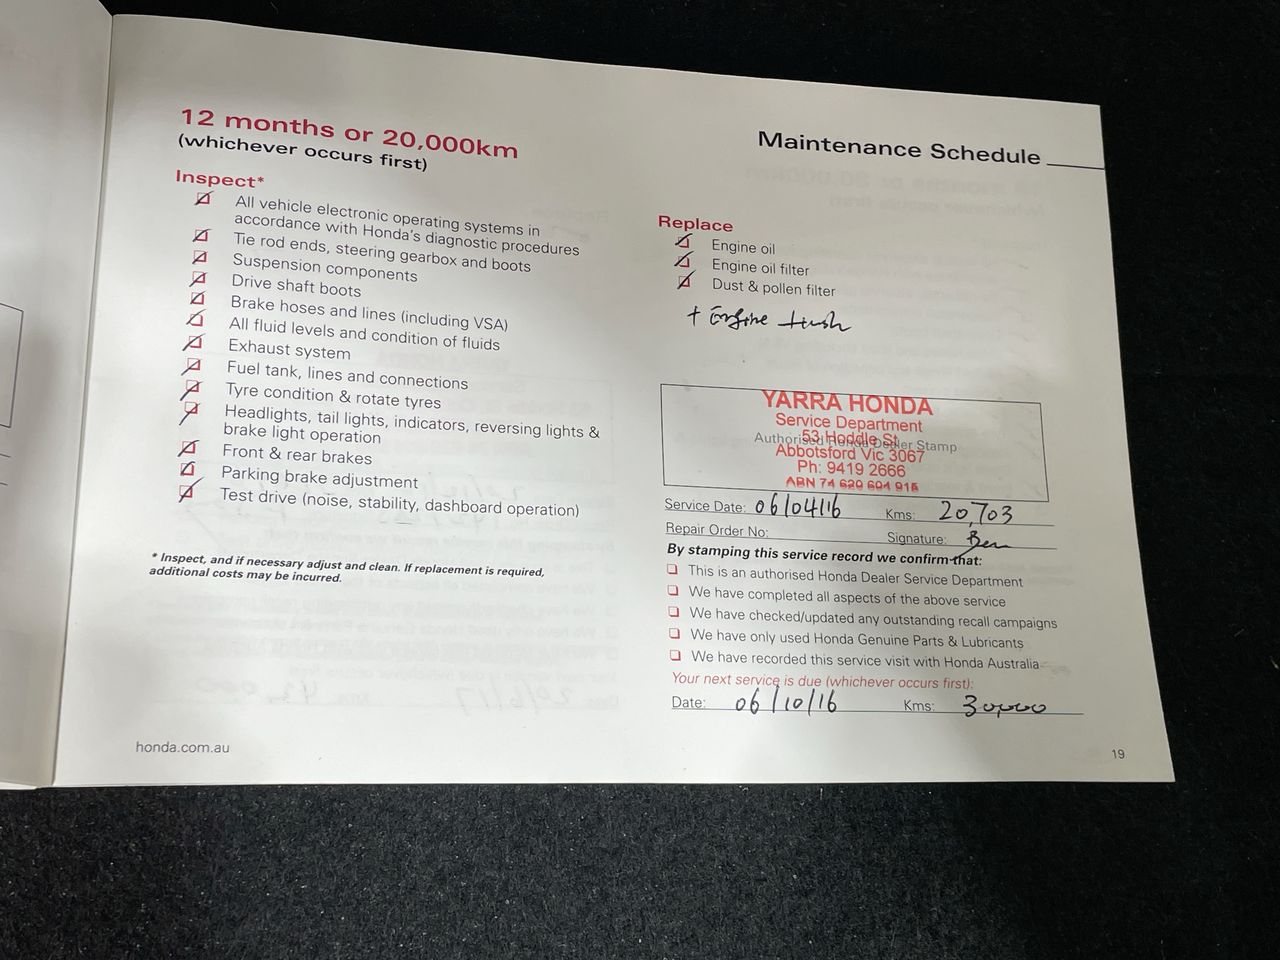 12 months or 20,000km
(whichever occurs first)
Inspect*
All vehicle electronic operating systems in
accordance with Honda's diagnostic procedures
Tie rod ends, steering gearbox and boots
Suspension components
Drive shaft boots
Brake hoses and lines (including VSA)
All fluid levels and condition of fluids
Exhaust system
Fuel tank, lines and connections
Tyre condition & rotate tyres
Headlights, tail lights, indicators, reversing lights &
brake light operation
Front & rear brakes
Parking brake adjustment
Test drive (noise, stability, dashboard operation)
* Inspect, and if necessary adjust and clean. If replacement is required,
additional costs may be incurred.
honda.com.au
Maintenance Schedule
Replace
Engine oil
Engine oil filter
Dust & pollen filter
+ Engine
YARRA HONDA
Service Department
53 Hoddle St
Authorised Honda Dealer Stamp
Abbotsford Vic 3067
Ph: 9419 2666
ABN 74 620 604 915
Service Date: 06/04/16 Kms: 20,703
Repair Order No: Signature: Ben
By stamping this service record we confirm that:
This is an authorised Honda Dealer Service Department
We have completed all aspects of the above service
We have checked/updated any outstanding recall campaigns
We have only used Honda Genuine Parts & Lubricants
We have recorded this service visit with Honda Australia
Your next service is due (whichever occurs first):
Date: 06/10/16 Kms: 30,000
19